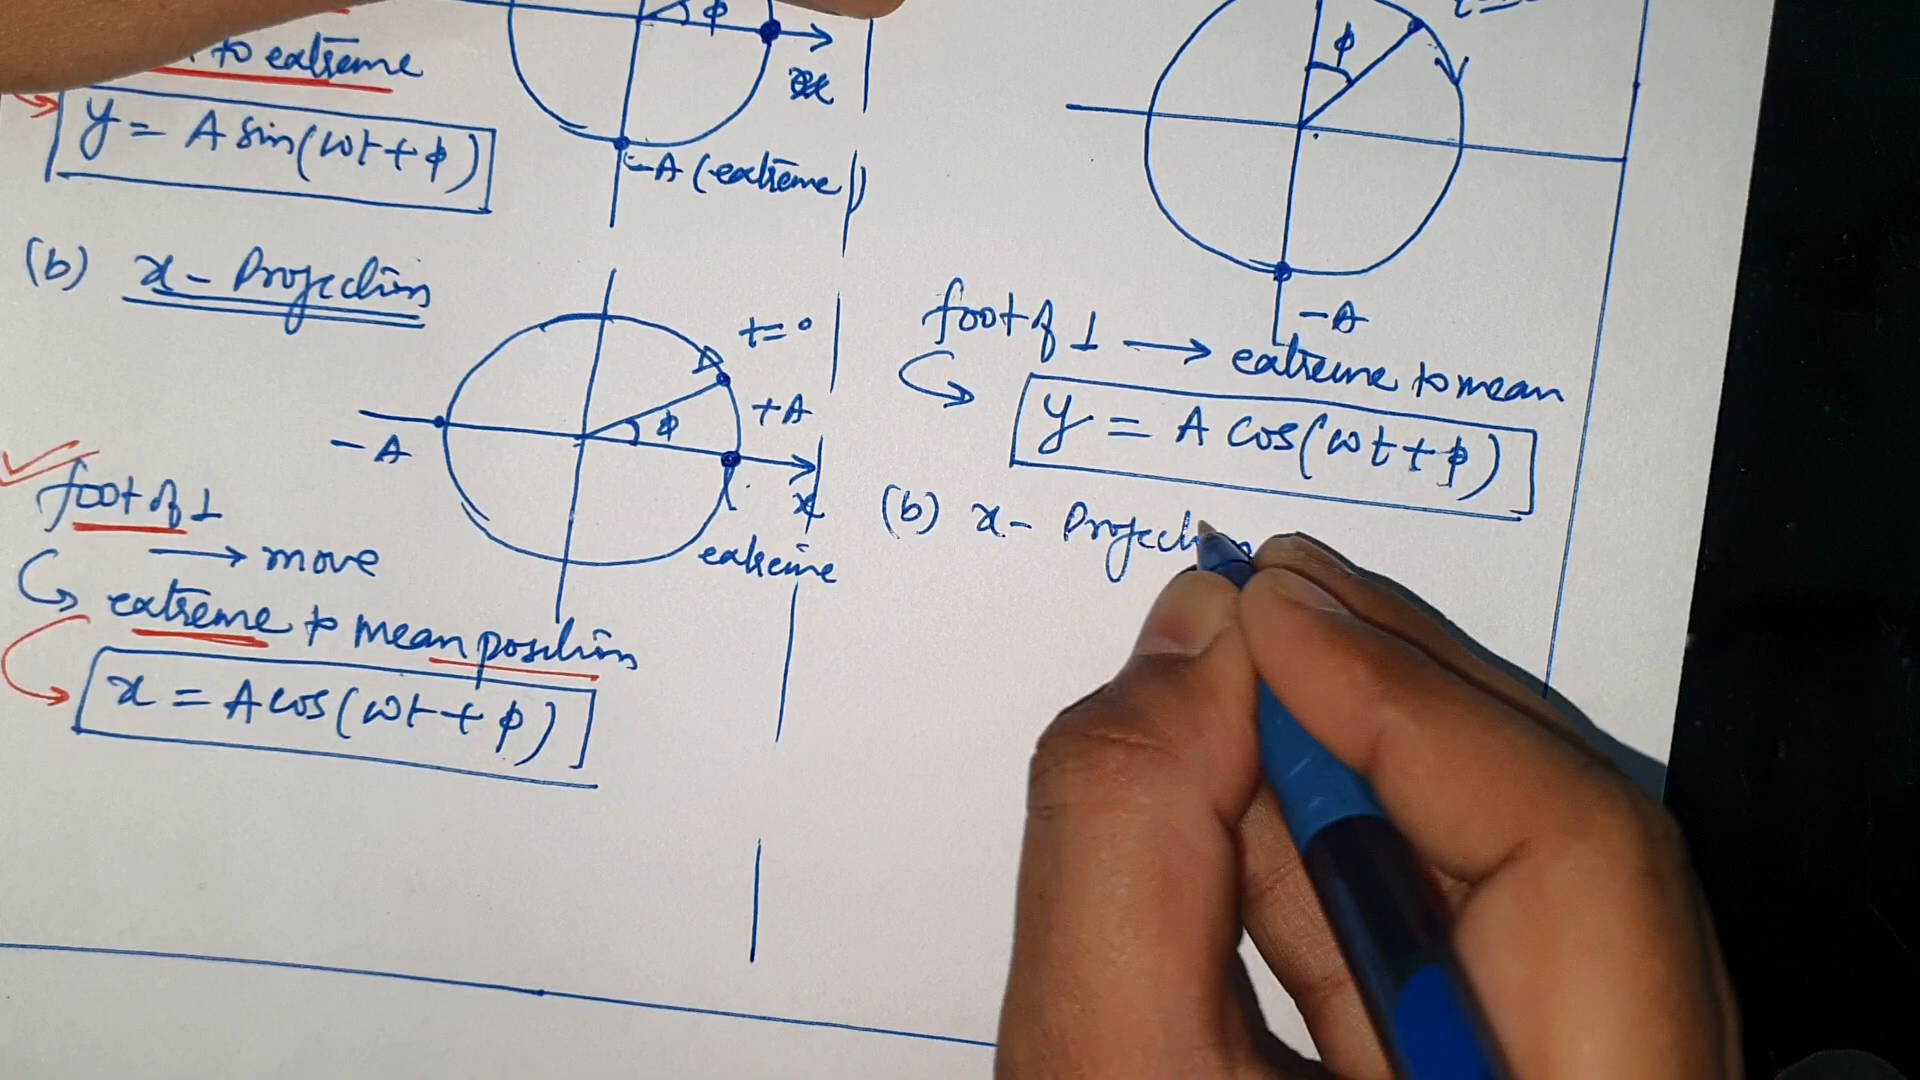 to extreme
ϕ
x
y = A sin(ωt + ϕ)
-A (extreme)
(b) x - Projection
t = 0
+A
ϕ
-A
x
extreme
foot of ⊥
→ move
extreme to mean position
x = A cos(ωt + ϕ)
ϕ
-A
foot of ⊥ → extreme to mean
y = A cos(ωt + ϕ)
(b) x - Projection